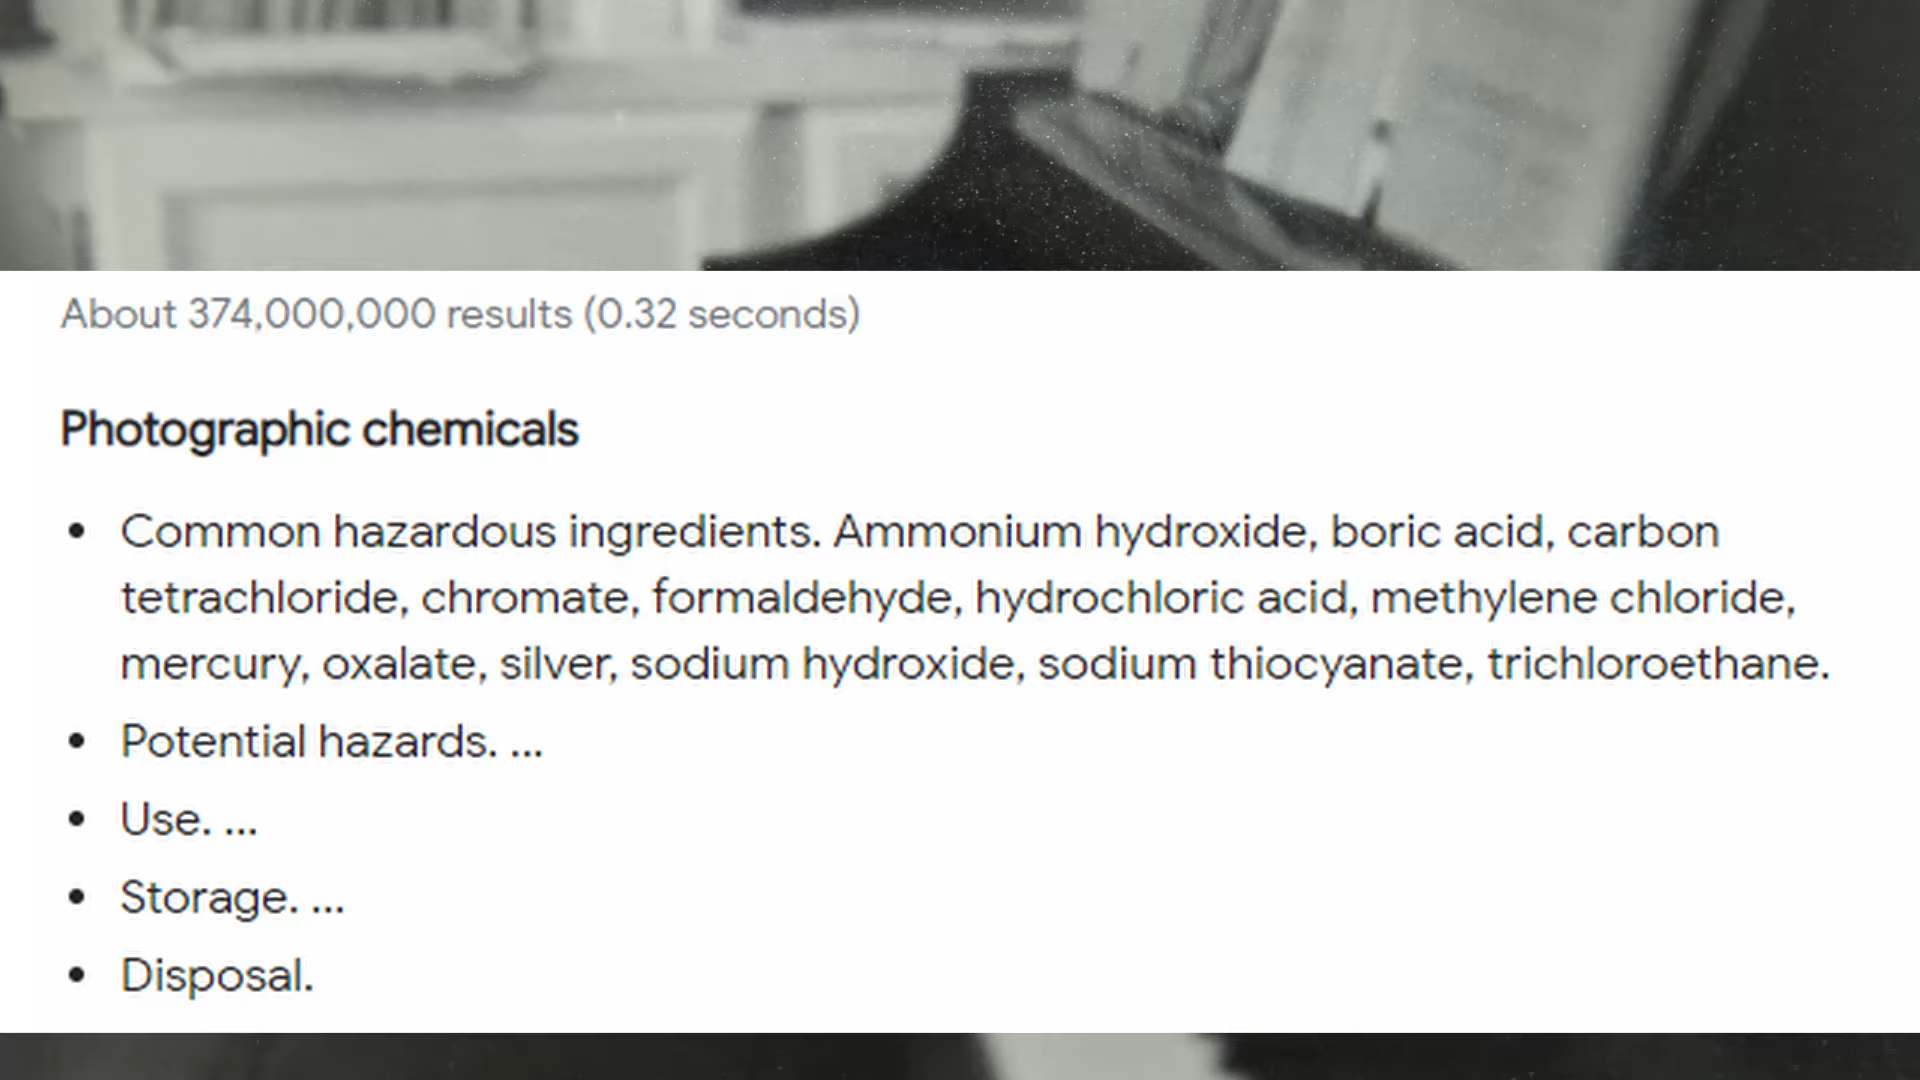 About 374,000,000 results (0.32 seconds)
Photographic chemicals
• Common hazardous ingredients. Ammonium hydroxide, boric acid, carbon
tetrachloride, chromate, formaldehyde, hydrochloric acid, methylene chloride,
mercury, oxalate, silver, sodium hydroxide, sodium thiocyanate, trichloroethane.
• Potential hazards. ...
• Use. ...
• Storage. ...
• Disposal.